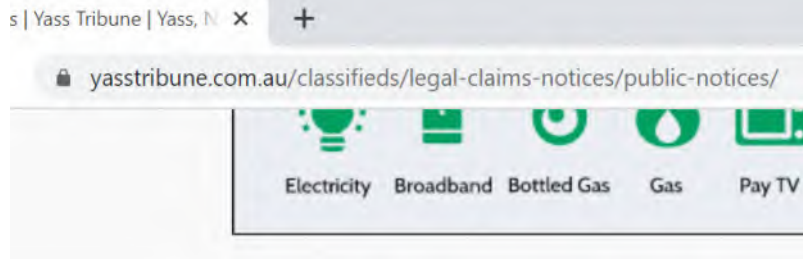 s | Yass Tribune | Yass, N
yasstribune.com.au/classifieds/legal-claims-notices/public-notices/
Electricity Broadband Bottled Gas Gas Pay TV